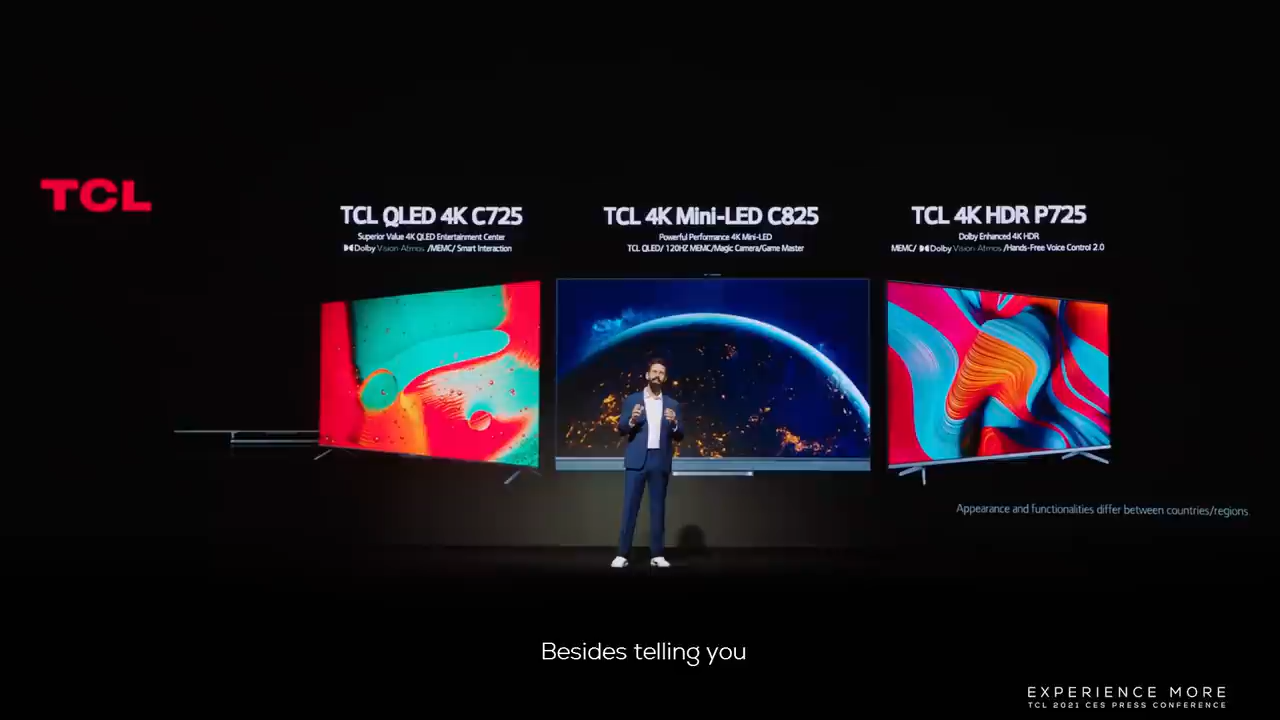 TCL
TCL QLED 4K C725
Superior Value 4K QLED Entertainment Center
Dolby Vision·Atmos /MEMC/ Smart Interaction
TCL 4K Mini-LED C825
Powerful Performance 4K Mini-LED
TCL QLED/ 120HZ MEMC/Magic Camera/Game Master
TCL 4K HDR P725
Dolby Enhanced 4K HDR
MEMC/ Dolby Vision·Atmos /Hands-Free Voice Control 2.0
Appearance and functionalities differ between countries/regions
Besides telling you
EXPERIENCE MORE
TCL 2021 CES PRESS CONFERENCE